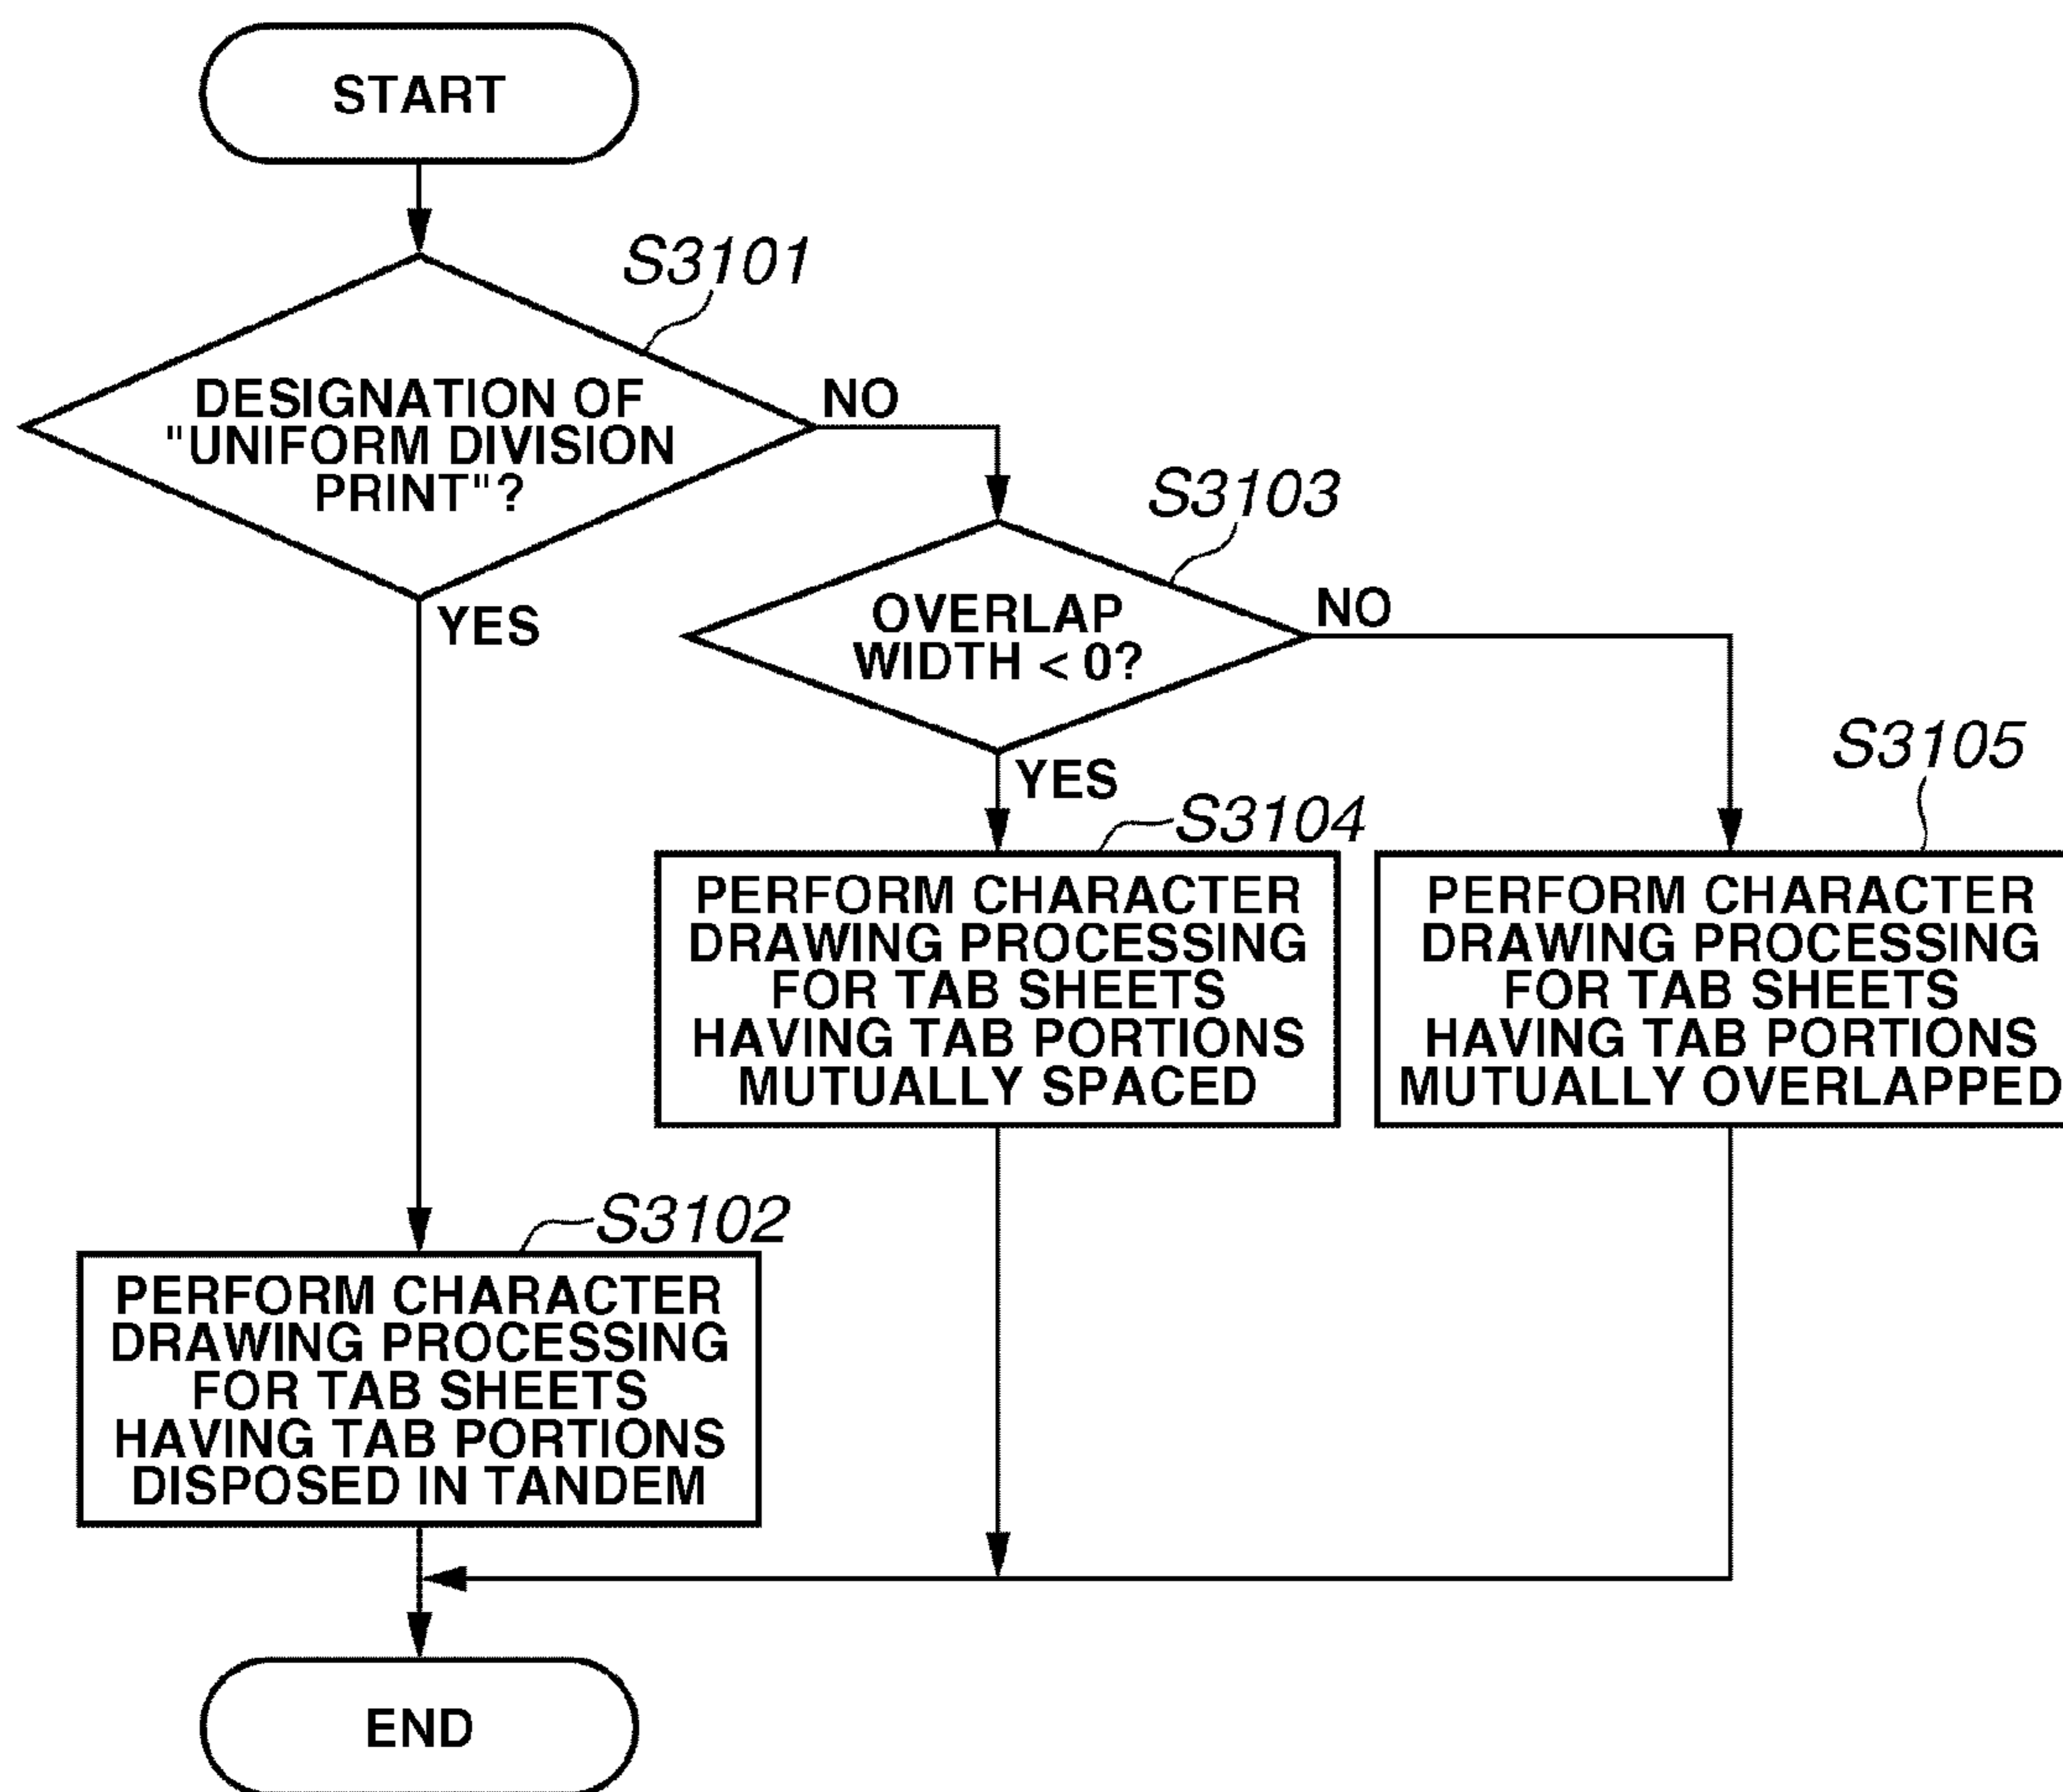 START
S3101
DESIGNATION OF
"UNIFORM DIVISION
PRINT"?
NO
YES
S3103
OVERLAP
WIDTH < 0?
NO
YES
S3104
PERFORM CHARACTER
DRAWING PROCESSING
FOR TAB SHEETS
HAVING TAB PORTIONS
MUTUALLY SPACED
S3105
PERFORM CHARACTER
DRAWING PROCESSING
FOR TAB SHEETS
HAVING TAB PORTIONS
MUTUALLY OVERLAPPED
S3102
PERFORM CHARACTER
DRAWING PROCESSING
FOR TAB SHEETS
HAVING TAB PORTIONS
DISPOSED IN TANDEM
END